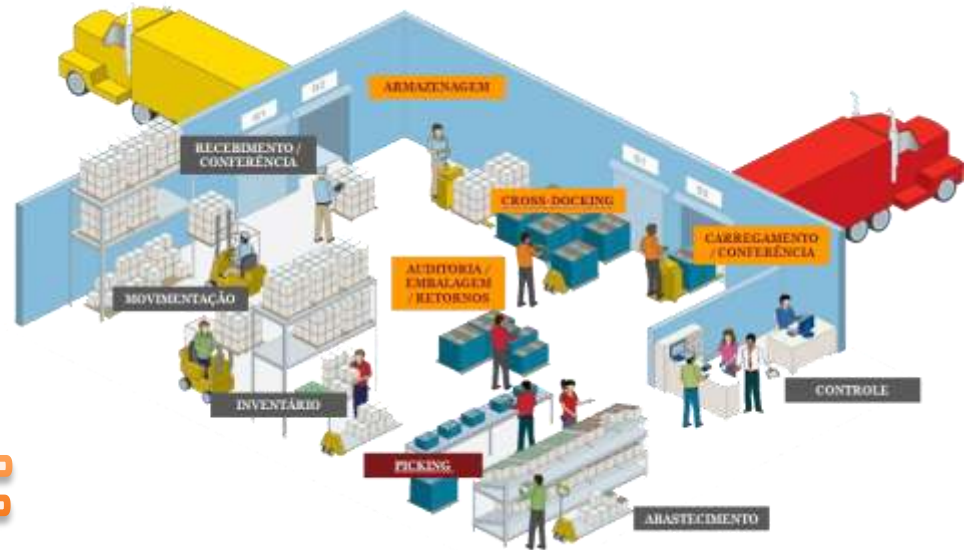 ARMAZENAGEM
RECEBIMENTO /
CONFERÊNCIA
CROSS-DOCKING
CARREGAMENTO
/ CONFERÊNCIA
AUDITORIA /
EMBALAGEM
/ RETORNOS
MOVIMENTAÇÃO
CONTROLE
INVENTÁRIO
PICKING
ABASTECIMENTO